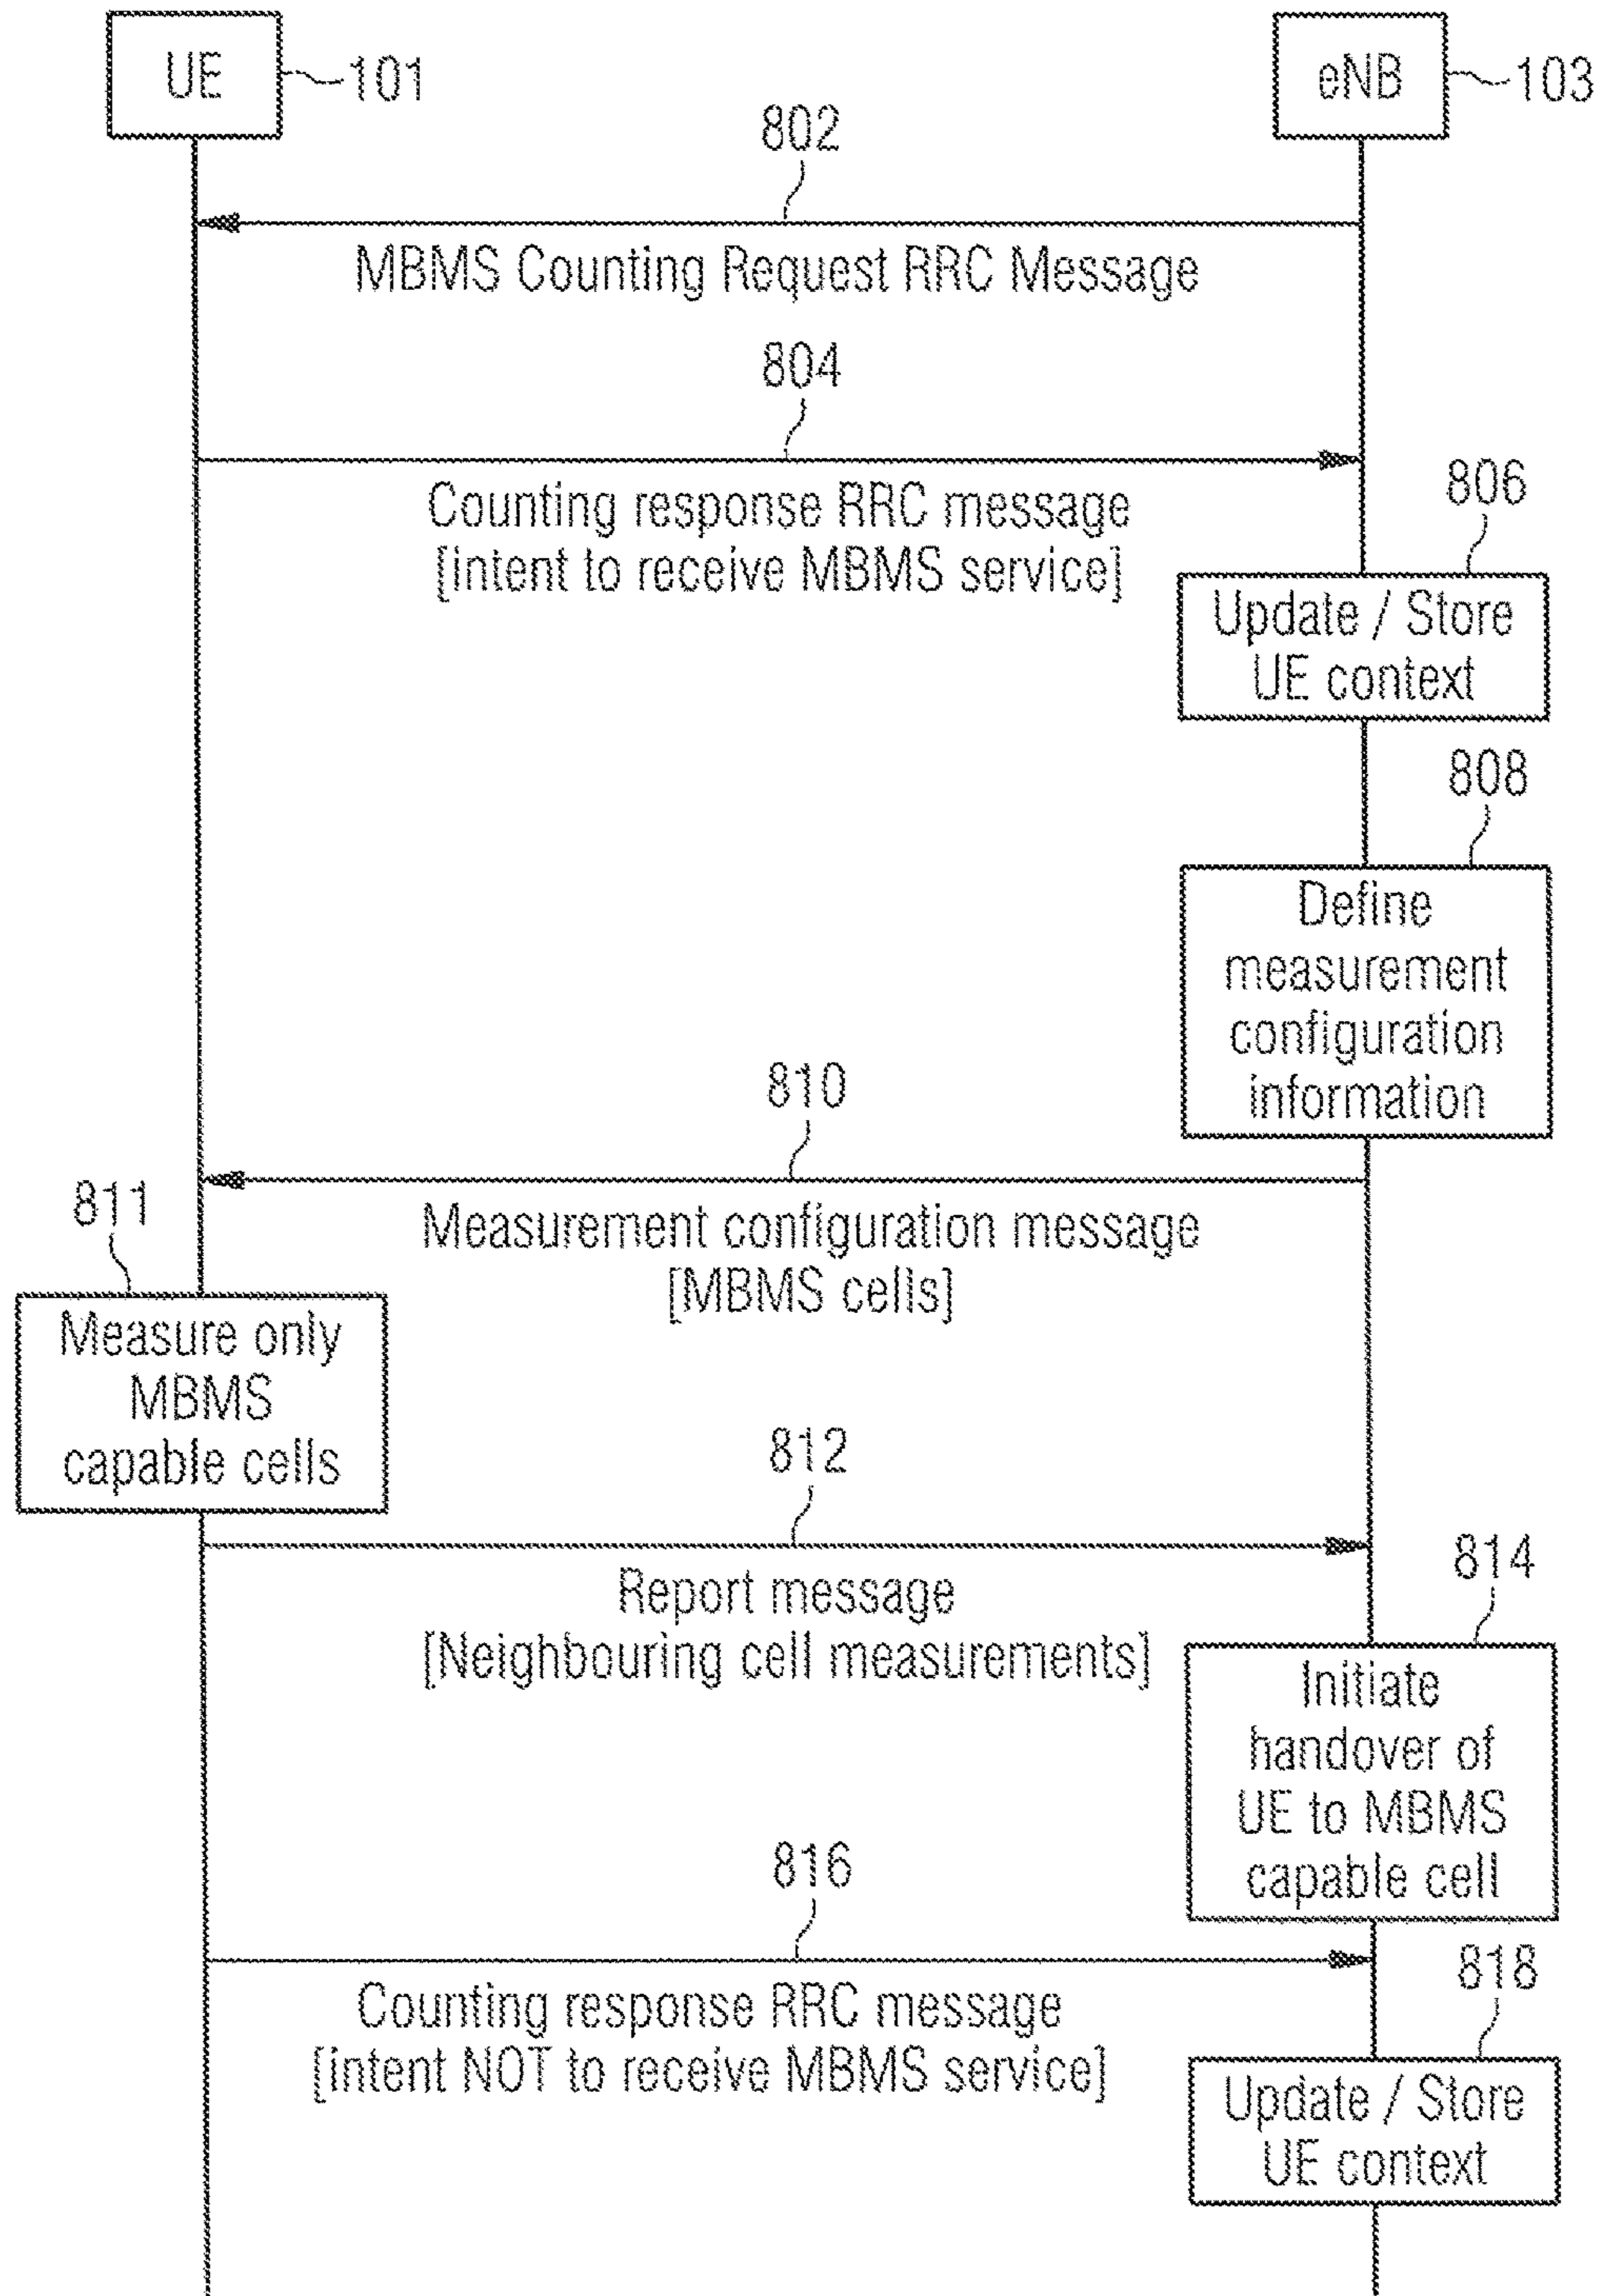 UE
101
eNB
103
802
MBMS Counting Request RRC Message
804
Counting response RRC message
[intent to receive MBMS service]
806
Update / Store
UE context
808
Define
measurement
configuration
information
810
Measurement configuration message
[MBMS cells]
811
Measure only
MBMS
capable cells
812
Report message
[Neighbouring cell measurements]
814
Initiate
handover of
UE to MBMS
capable cell
816
Counting response RRC message
[intent NOT to receive MBMS service]
818
Update / Store
UE context